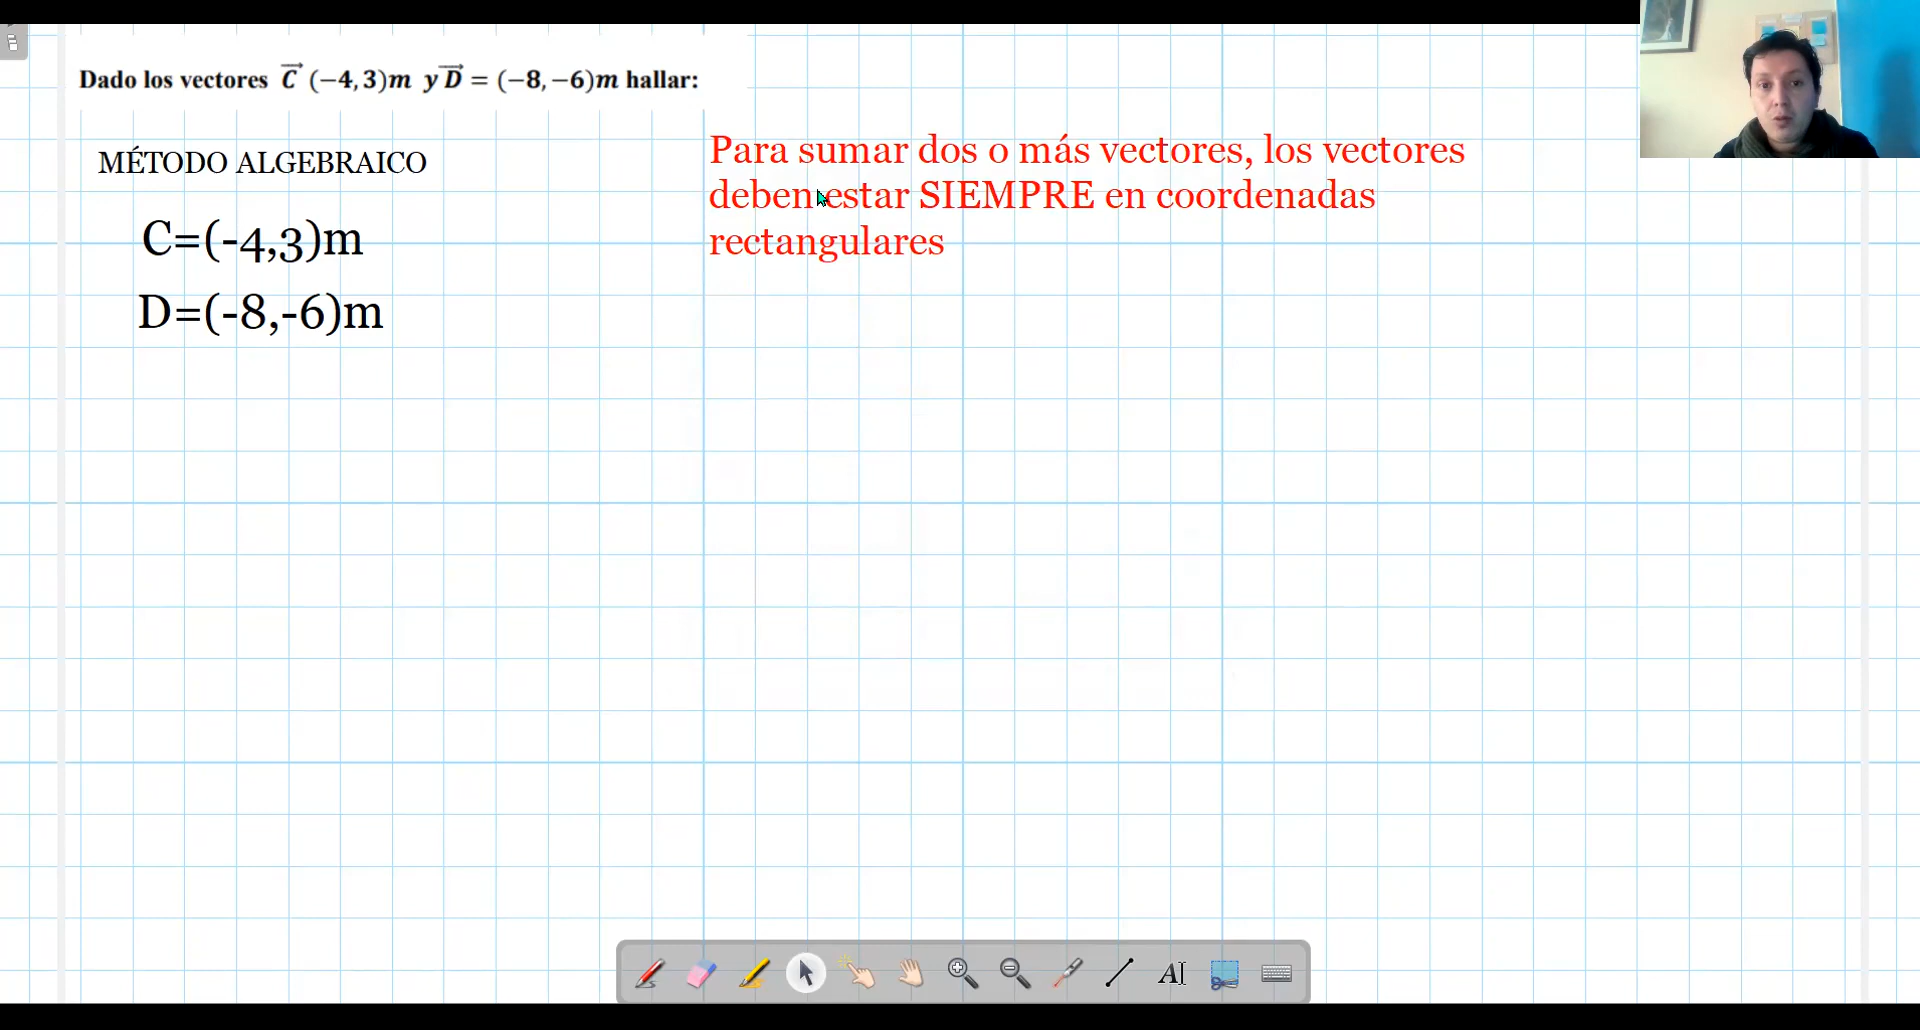 Dado los vectores C (−4, 3)m y D = (−8, −6)m hallar:
MÉTODO ALGEBRAICO
C=(-4,3)m
D=(-8,-6)m
Para sumar dos o más vectores, los vectores
deben estar SIEMPRE en coordenadas
rectangulares